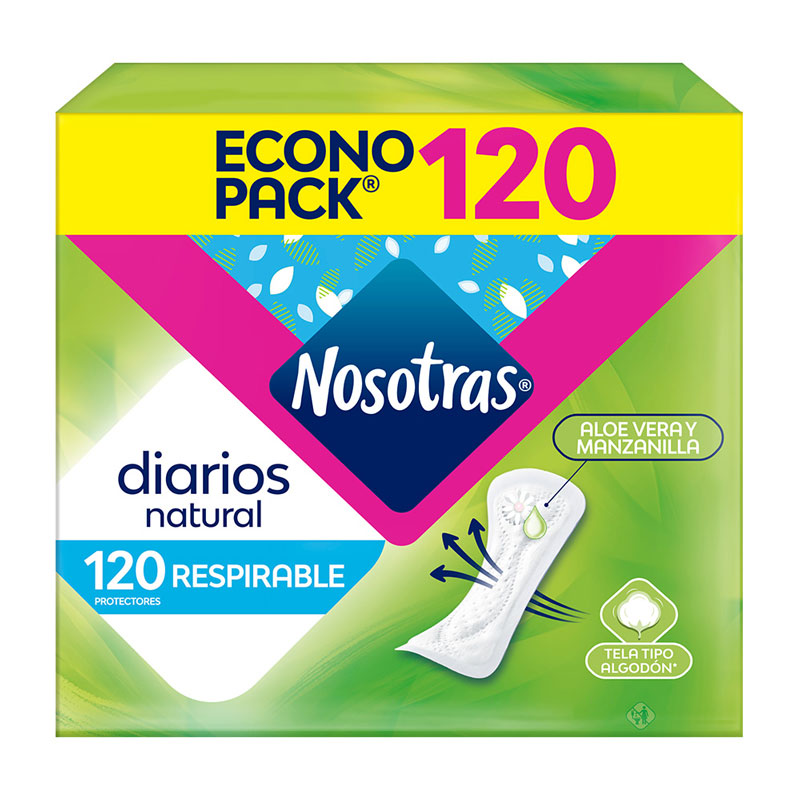 ECONO
PACK®
120
Nosotras®
ALOE VERA Y
MANZANILLA
diarios
natural
120 RESPIRABLE
PROTECTORES
TELA TIPO
ALGODÓN*